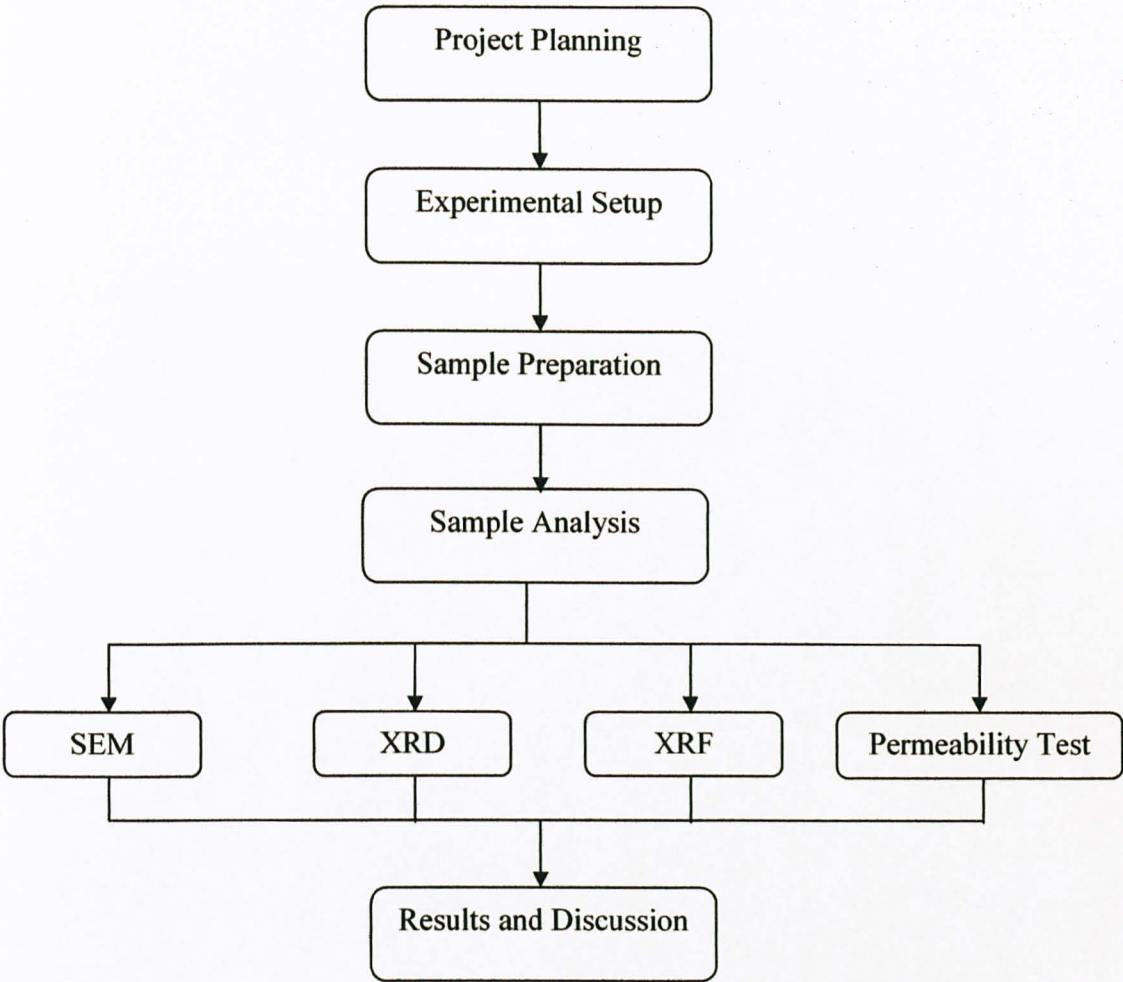 Project Planning
Experimental Setup
Sample Preparation
Sample Analysis
SEM
XRD
XRF
Permeability Test
Results and Discussion